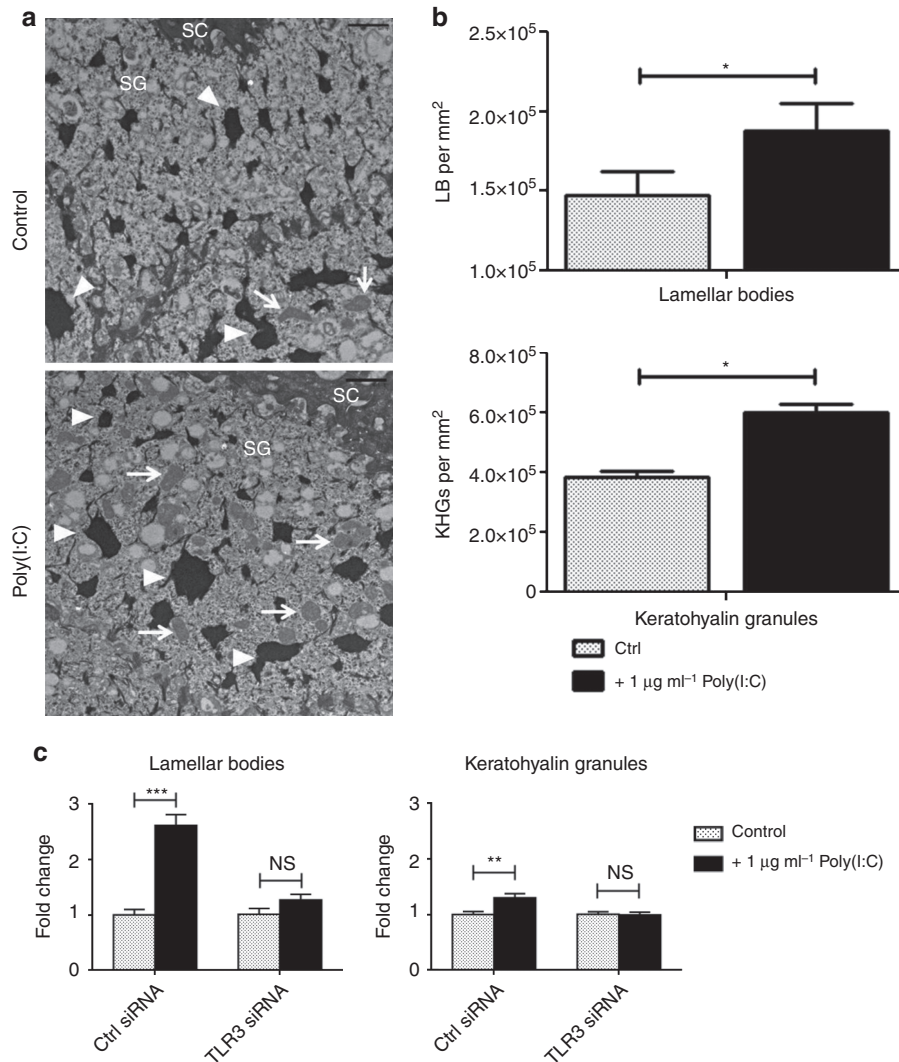 a
SC
SG
Control
SC
SG
Poly(I:C)
b
2.5×10⁵
2.0×10⁵
1.5×10⁵
1.0×10⁵
LB per mm²
*
Lamellar bodies
8.0×10⁵
6.0×10⁵
4.0×10⁵
2.0×10⁵
0
KHGs per mm²
*
Keratohyalin granules
Ctrl
+ 1 μg ml⁻¹ Poly(I:C)
c
Lamellar bodies
3
2
1
0
Fold change
***
NS
Ctrl siRNA
TLR3 siRNA
Keratohyalin granules
3
2
1
0
Fold change
**
NS
Ctrl siRNA
TLR3 siRNA
Control
+ 1 μg ml⁻¹ Poly(I:C)